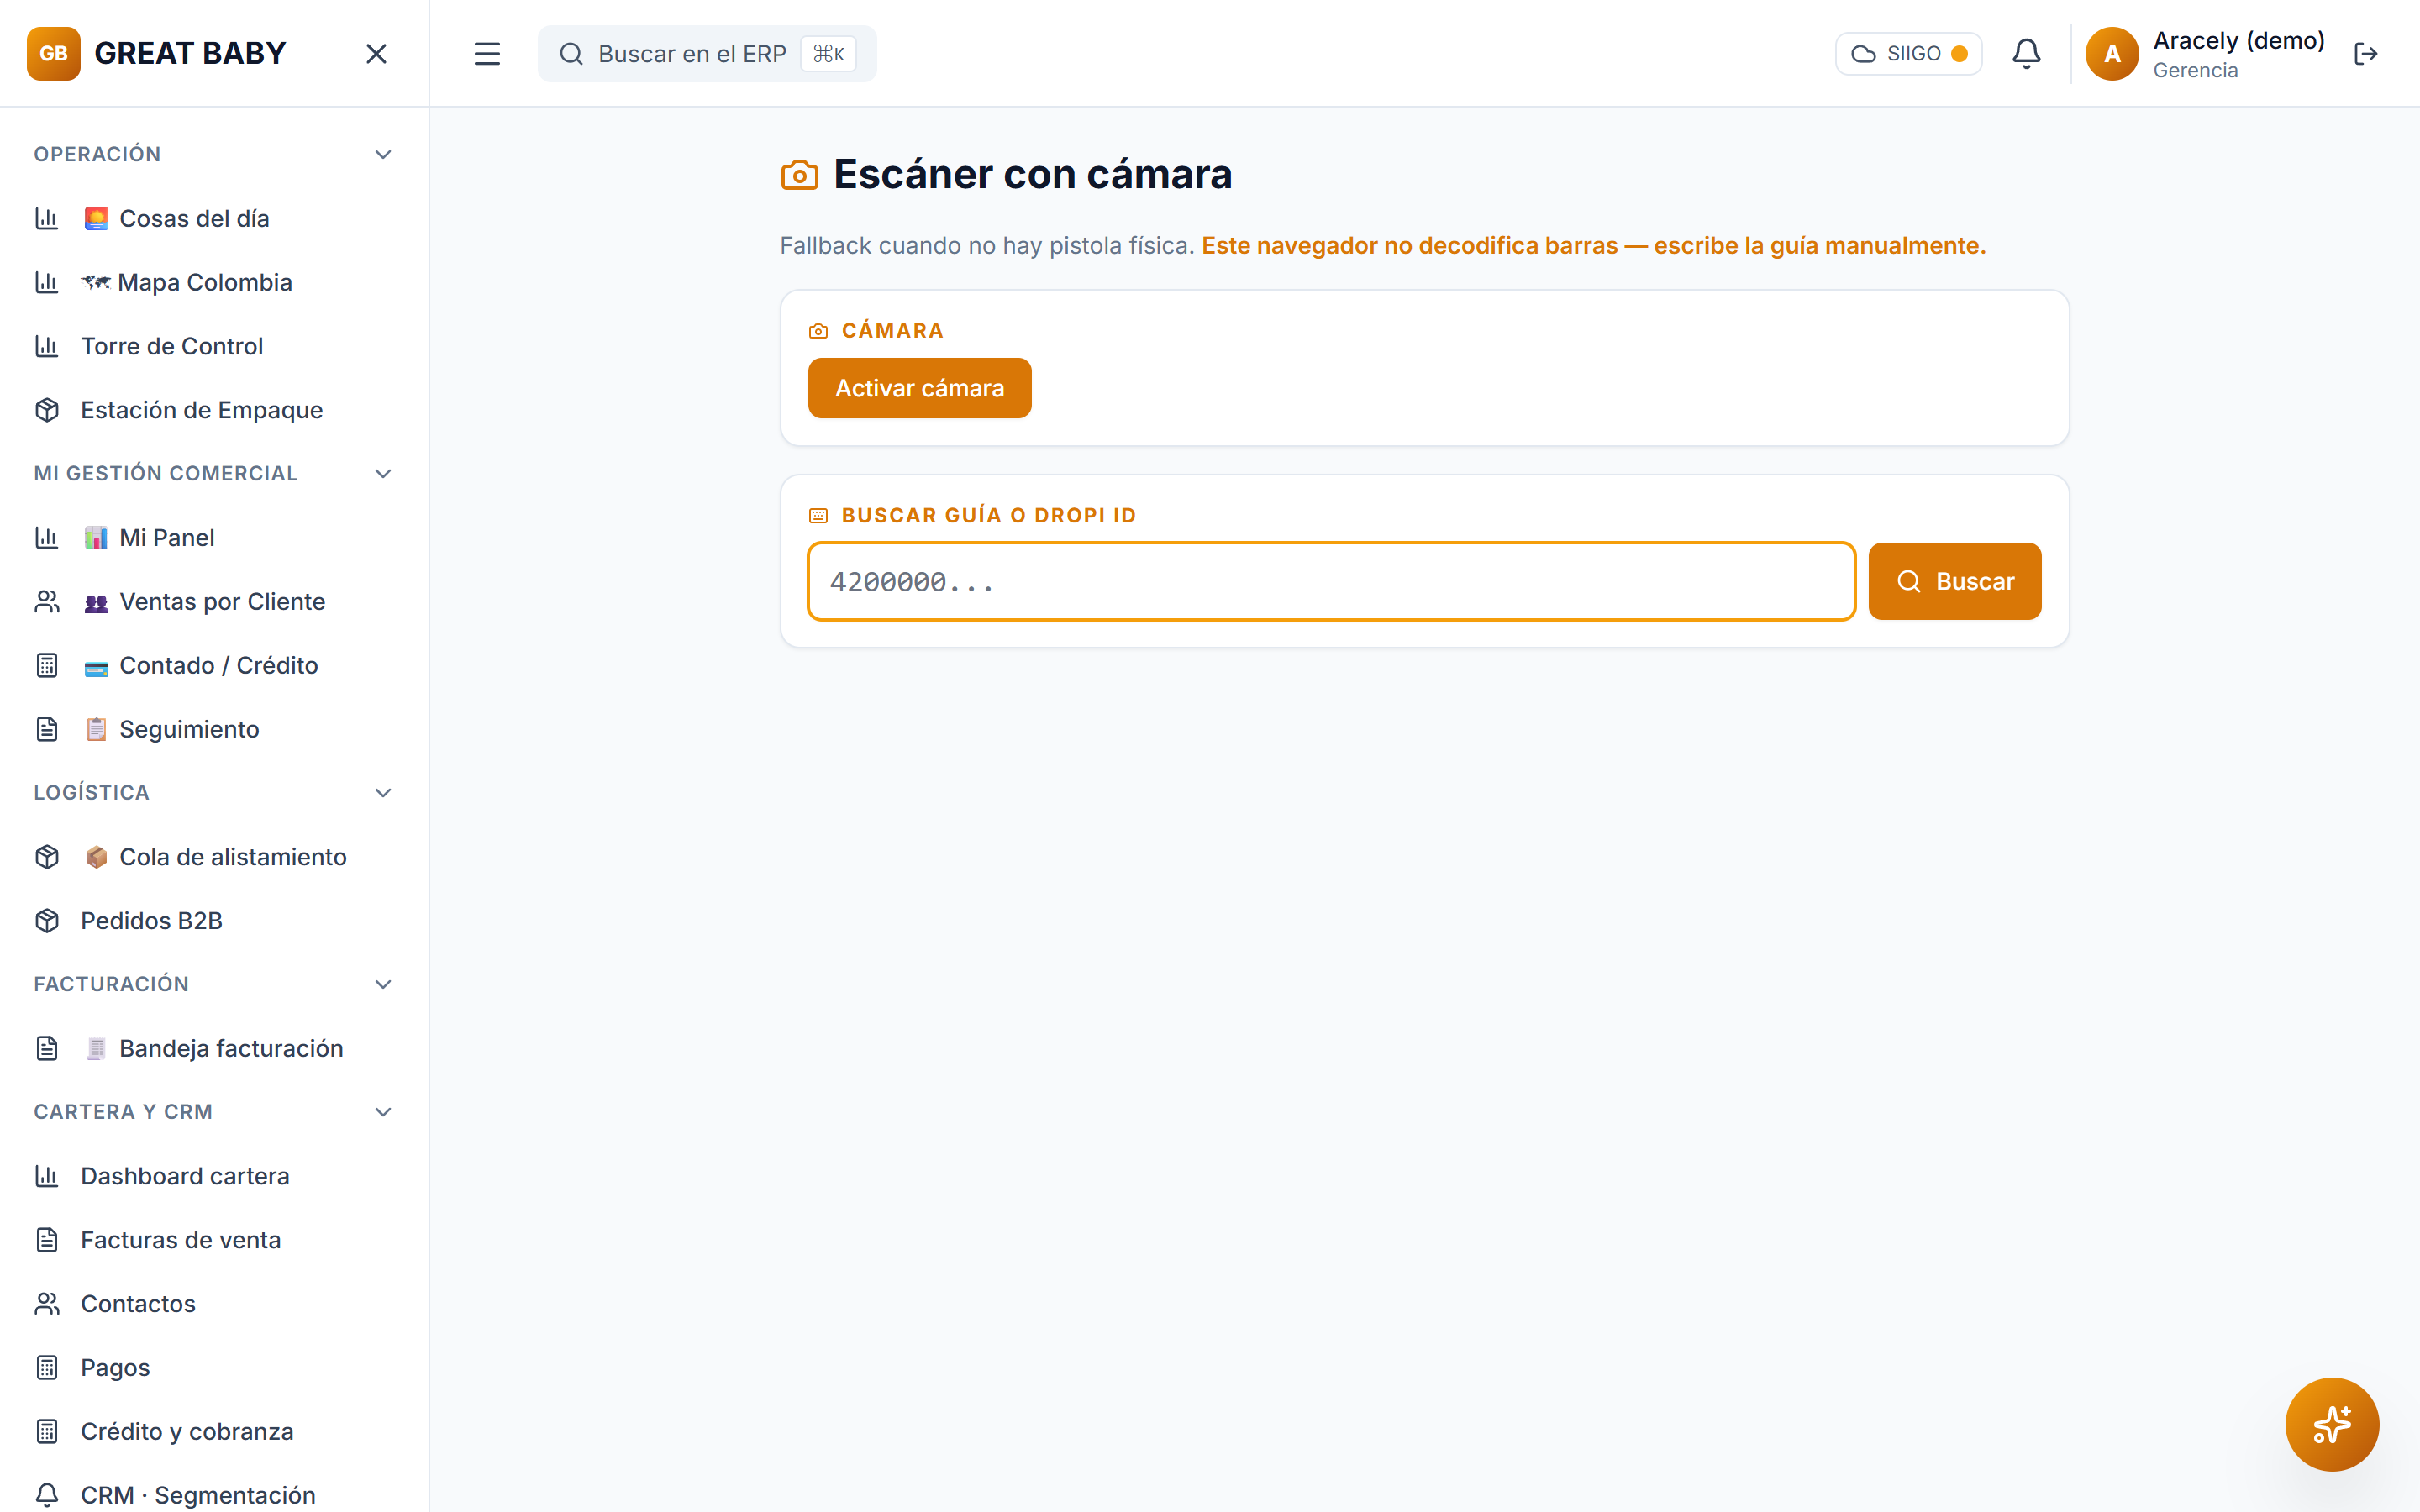 GB GREAT BABY
Buscar en el ERP ⌘K
SIIGO
A
Aracely (demo)
Gerencia
OPERACIÓN
Cosas del día
Mapa Colombia
Torre de Control
Estación de Empaque
MI GESTIÓN COMERCIAL
Mi Panel
Ventas por Cliente
Contado / Crédito
Seguimiento
LOGÍSTICA
Cola de alistamiento
Pedidos B2B
FACTURACIÓN
Bandeja facturación
CARTERA Y CRM
Dashboard cartera
Facturas de venta
Contactos
Pagos
Crédito y cobranza
CRM · Segmentación
Escáner con cámara
Fallback cuando no hay pistola física. Este navegador no decodifica barras — escribe la guía manualmente.
CÁMARA
Activar cámara
BUSCAR GUÍA O DROPI ID
4200000...
Buscar